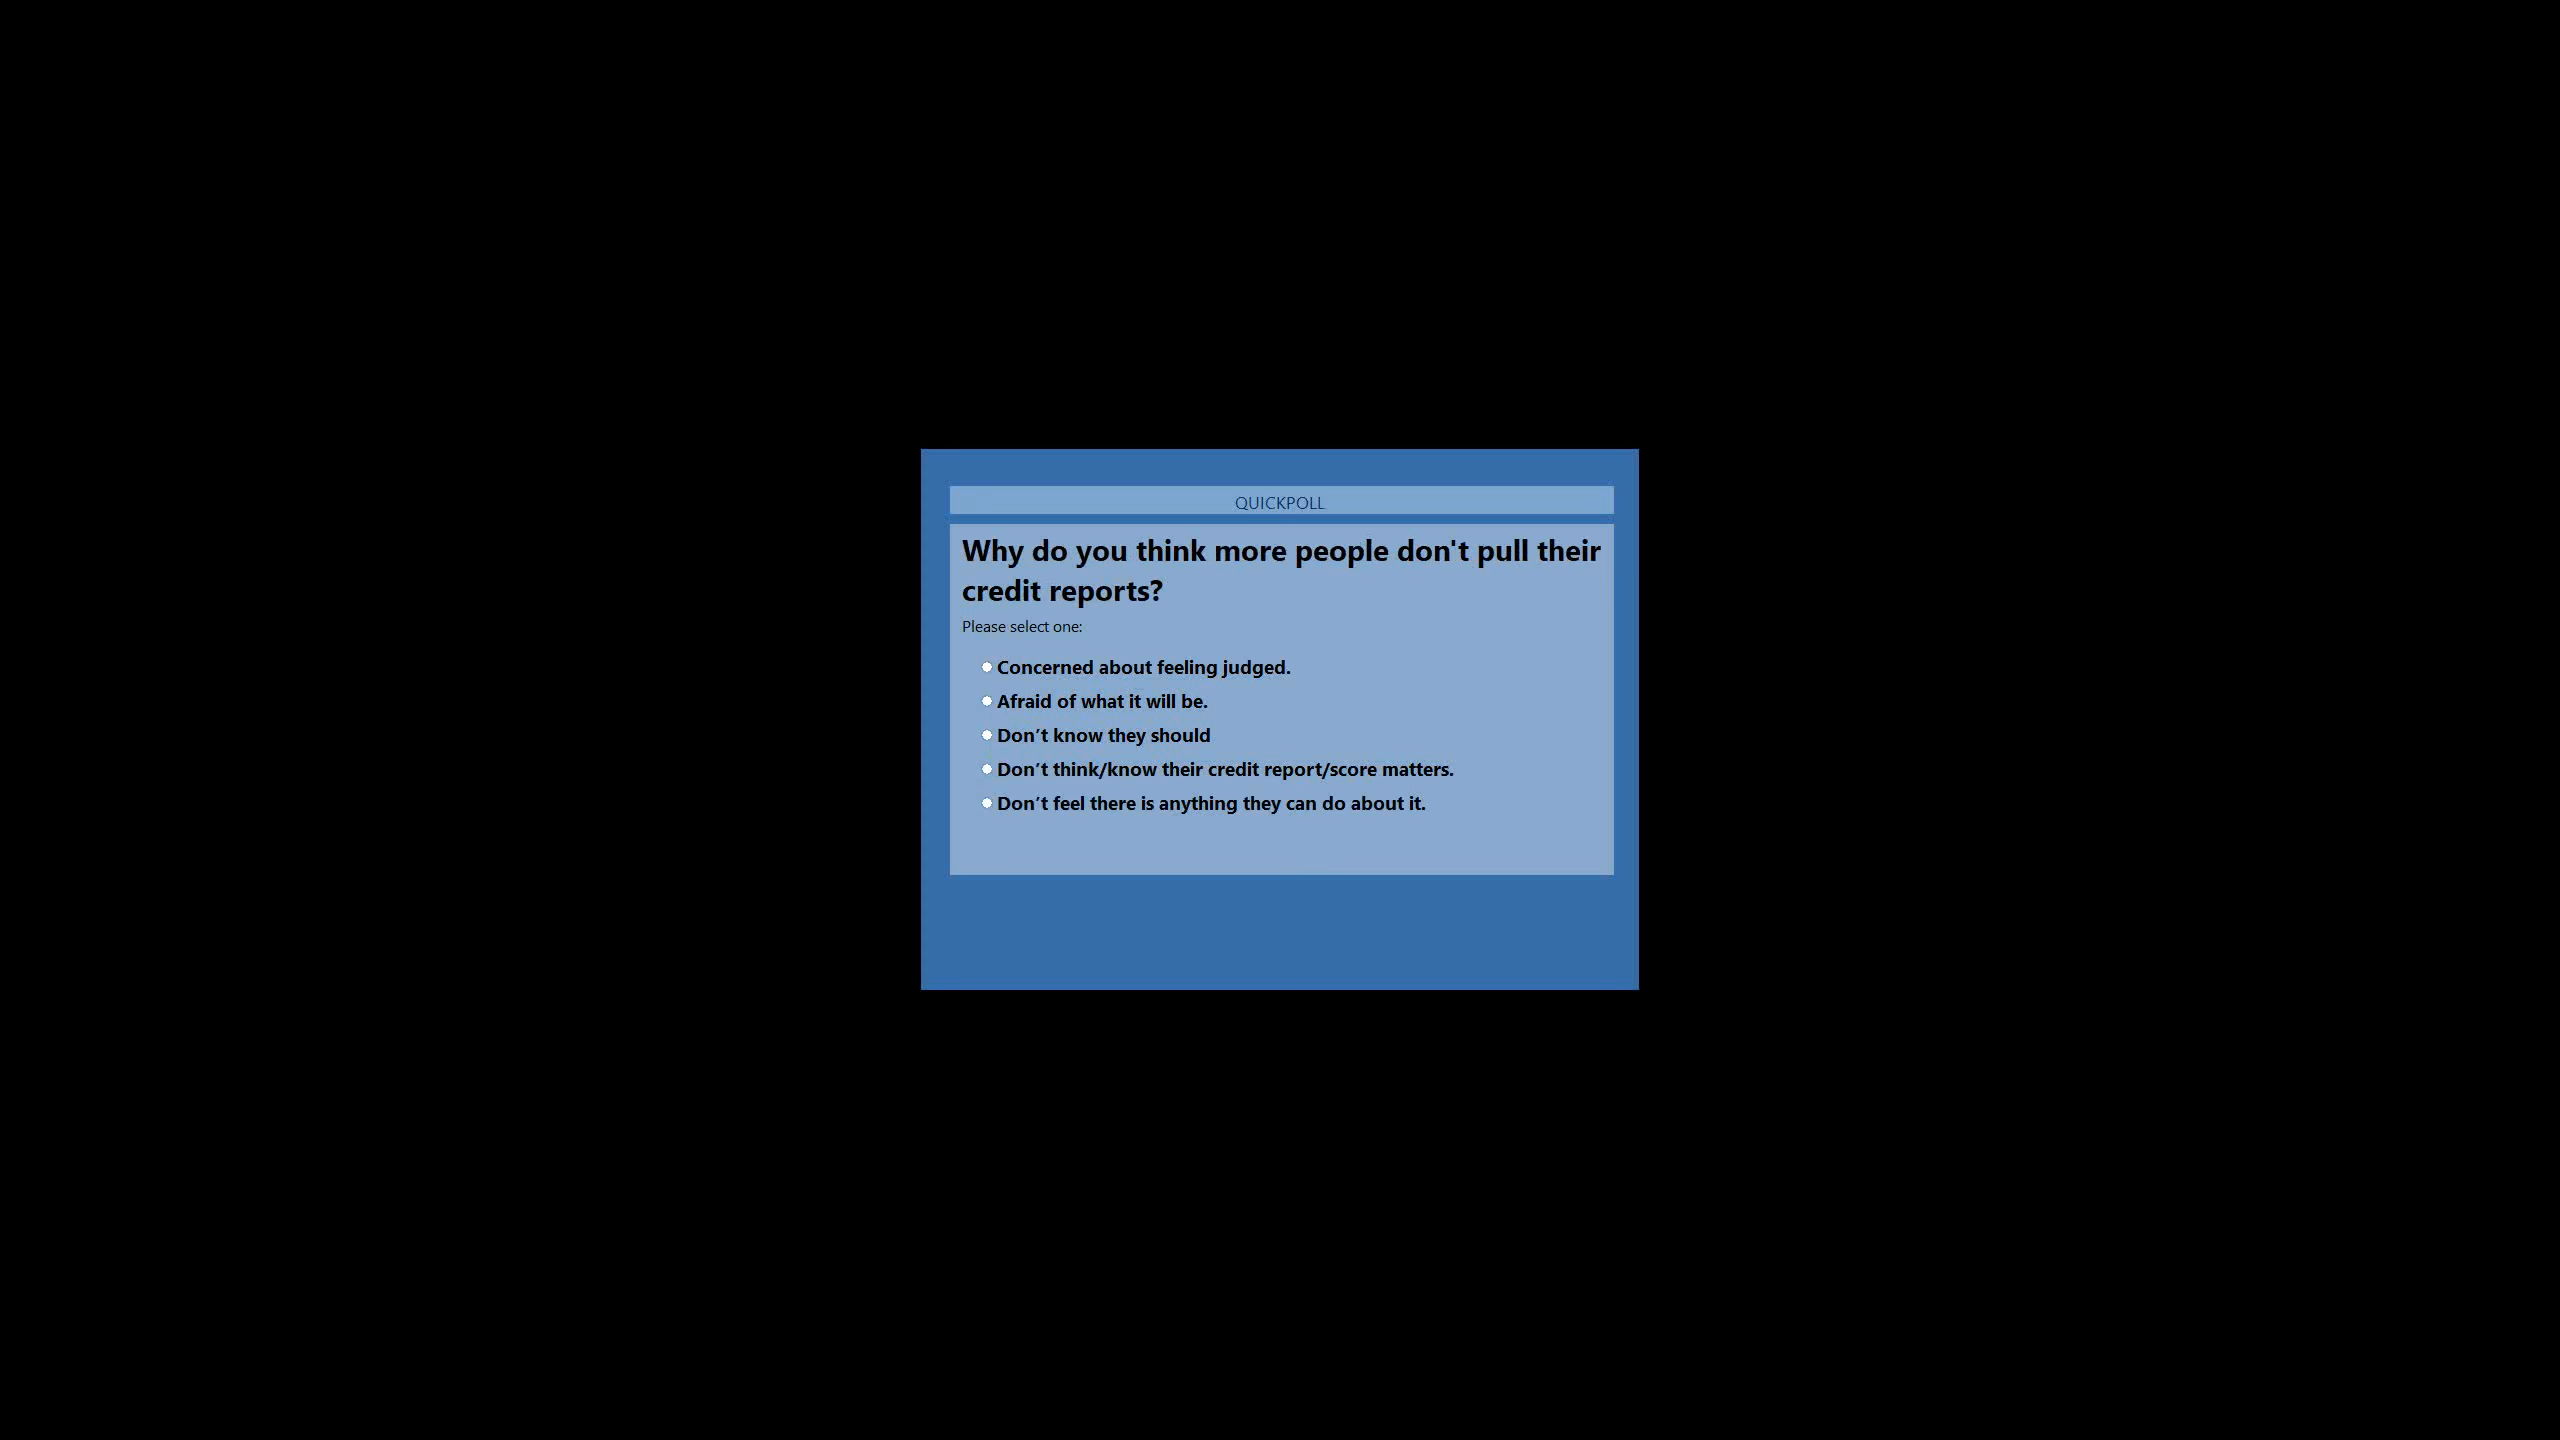 QUICKPOLL
Why do you think more people don't pull their
credit reports?
Please select one:
Concerned about feeling judged.
Afraid of what it will be.
Don’t know they should
Don’t think/know their credit report/score matters.
Don’t feel there is anything they can do about it.